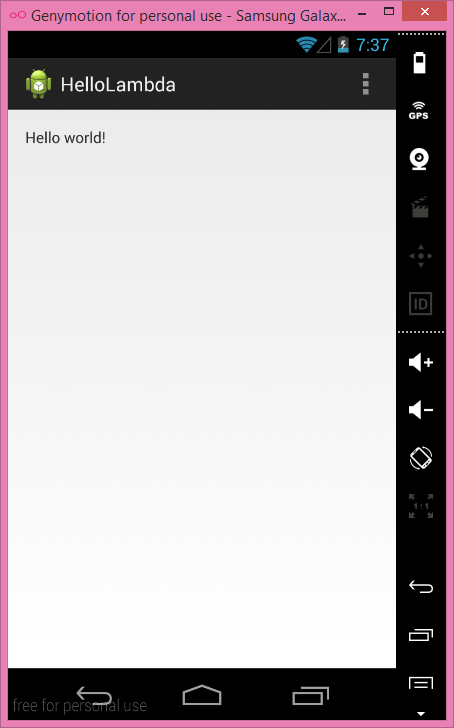 Genymotion for personal use - Samsung Galax...
7:37
HelloLambda
GPS
Hello world!
ID
1:1
free for personal use